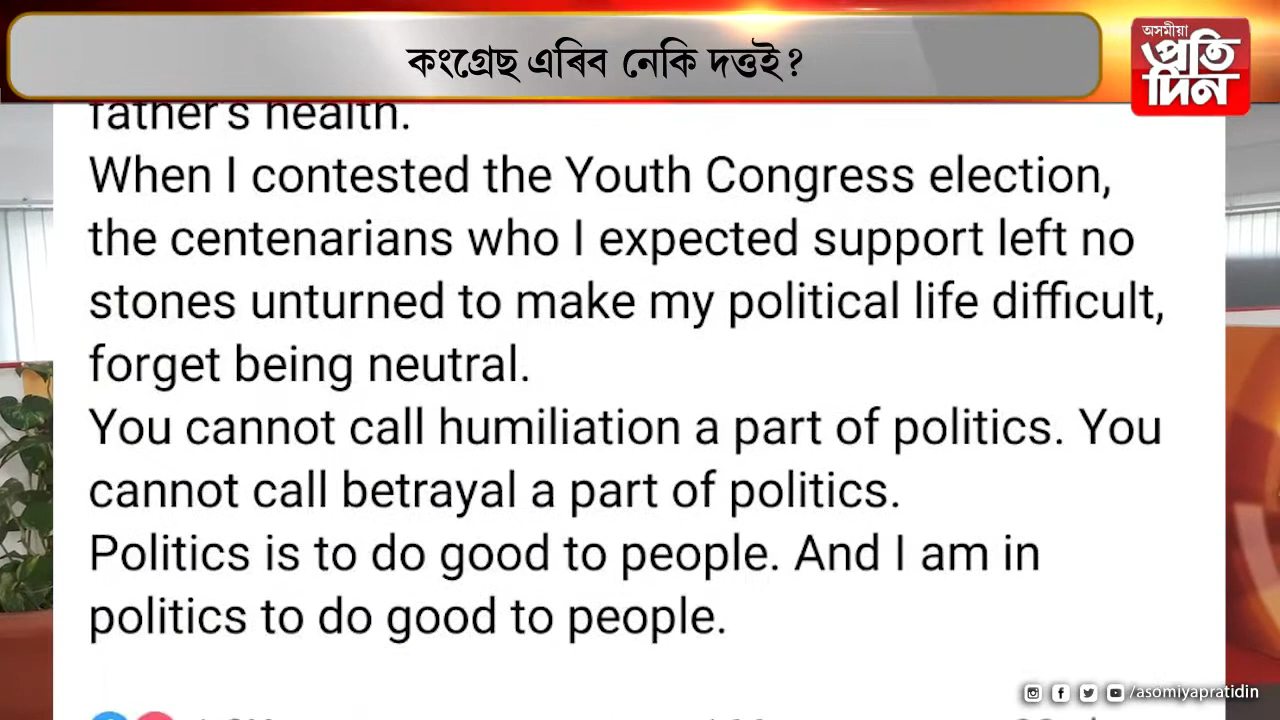 কংগ্ৰেছ এৰিব নেকি দত্তই?
অসমীয়া
প্ৰতি
দিন
father's health.
When I contested the Youth Congress election,
the centenarians who I expected support left no
stones unturned to make my political life difficult,
forget being neutral.
You cannot call humiliation a part of politics. You
cannot call betrayal a part of politics.
Politics is to do good to people. And I am in
politics to do good to people.
/asomiyapratidin